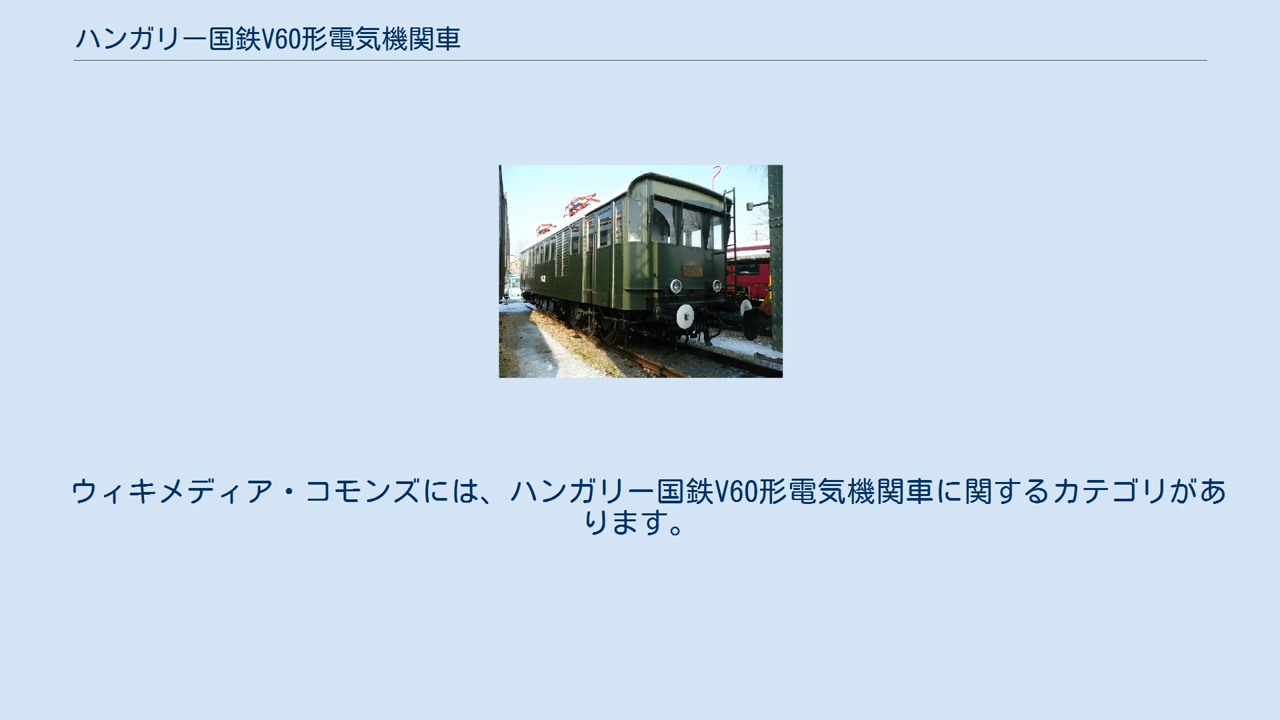 ハンガリー国鉄V60形電気機関車
ウィキメディア・コモンズには、ハンガリー国鉄V60形電気機関車に関するカテゴリがあ
ります。